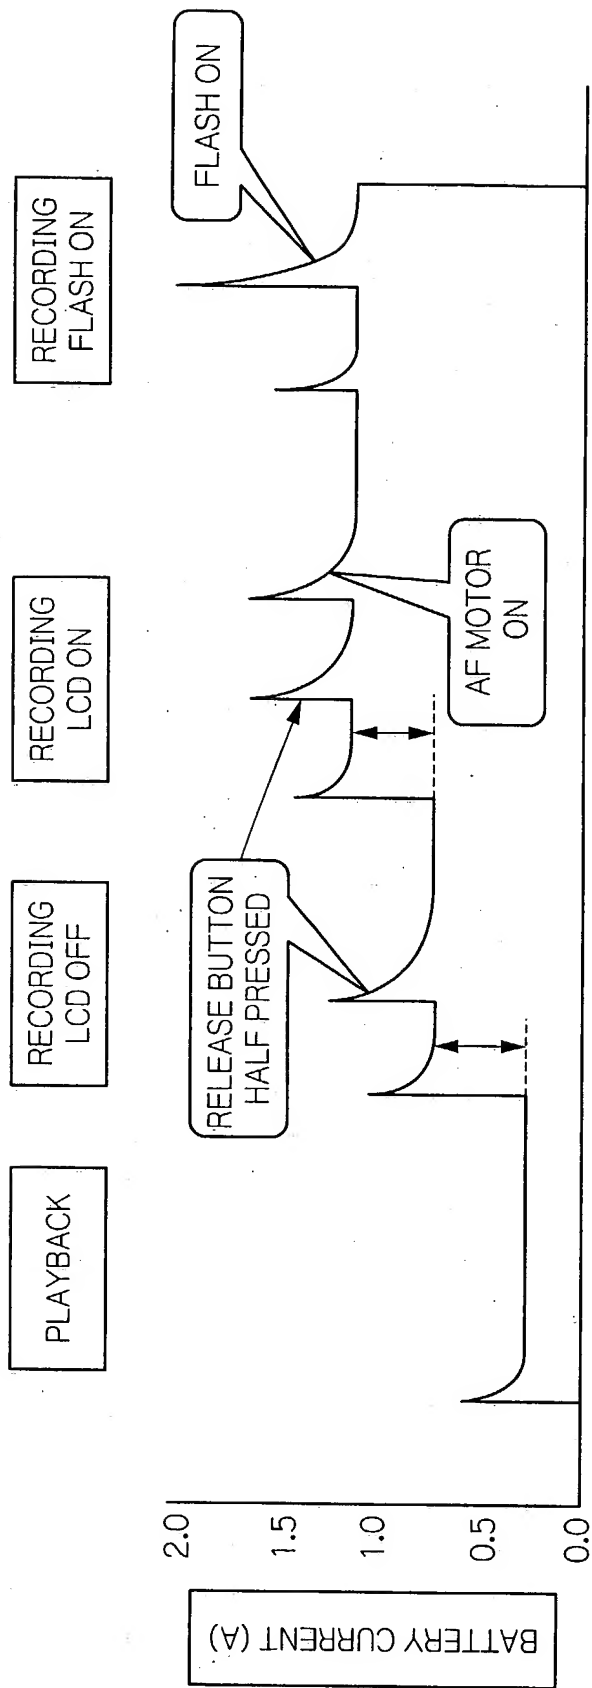 PLAYBACK
RECORDING
LCD OFF
RECORDING
LCD ON
RECORDING
FLASH ON
BATTERY CURRENT (A)
2.0
1.5
1.0
0.5
0.0
RELEASE BUTTON
HALF PRESSED
AF MOTOR
ON
FLASH ON